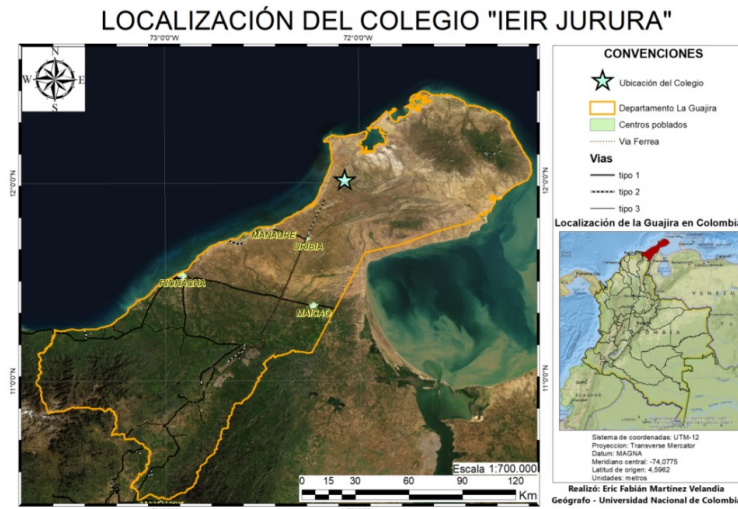 LOCALIZACIÓN DEL COLEGIO "IEIR JURURA"
73°0'0"W
72°0'0"W
N
W
E
S
12°0'0"N
12°0'0"N
11°0'0"N
11°0'0"N
MANAURE
URIBIA
RIOHACHA
MAICAO
Escala 1:700.000
0 15 30 60 90 120
Km
CONVENCIONES
Ubicación del Colegio
Departamento La Guajira
Centros poblados
Via Ferrea
Vias
tipo 1
tipo 2
tipo 3
Localización de la Guajira en Colombia
Sistema de coordenadas: UTM-12
Proyeccion: Transverse Mercator
Datum: MAGNA
Meridiano central: -74,0775
Latitud de origen: 4,5962
Unidades: metros
Realizó: Eric Fabián Martínez Velandia
Geógrafo - Universidad Nacional de Colombia